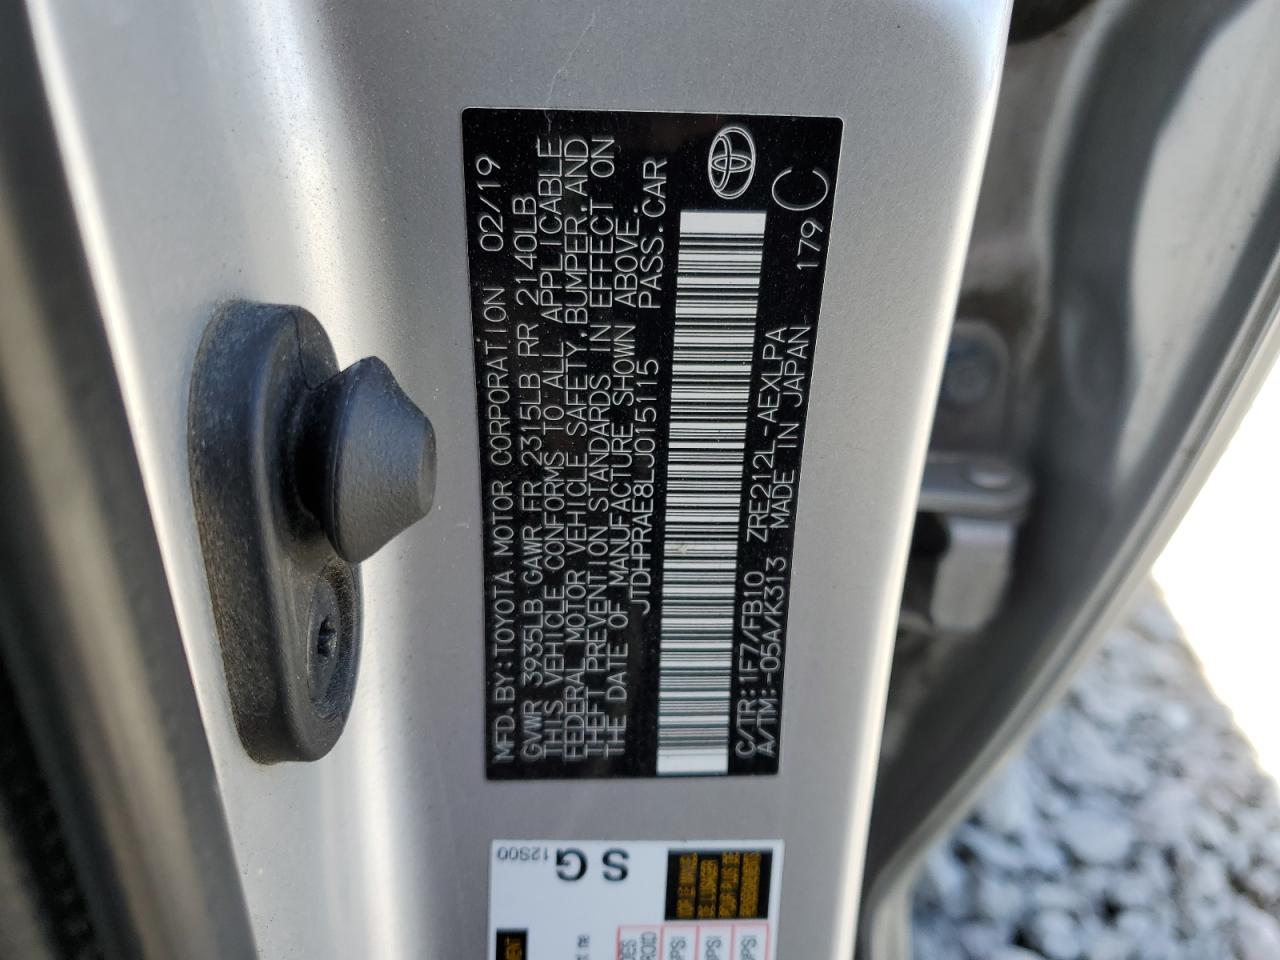 MFD.BY:TOYOTA MOTOR CORPORATION 02/19
GVWR 3935LB GAWR FR 2315LB RR 2140LB
THIS VEHICLE CONFORMS TO ALL APPLICABLE
FEDERAL MOTOR VEHICLE SAFETY,BUMPER,AND
THEFT PREVENTION STANDARDS IN EFFECT ON
THE DATE OF MANUFACTURE SHOWN ABOVE.
JTDHPRAE8LJ015115 PASS.CAR
C/TR:1F7/FB10 ZRE212L-AEXLPA 179
A/TM:-05A/K313 MADE IN JAPAN
C
S G
12S00